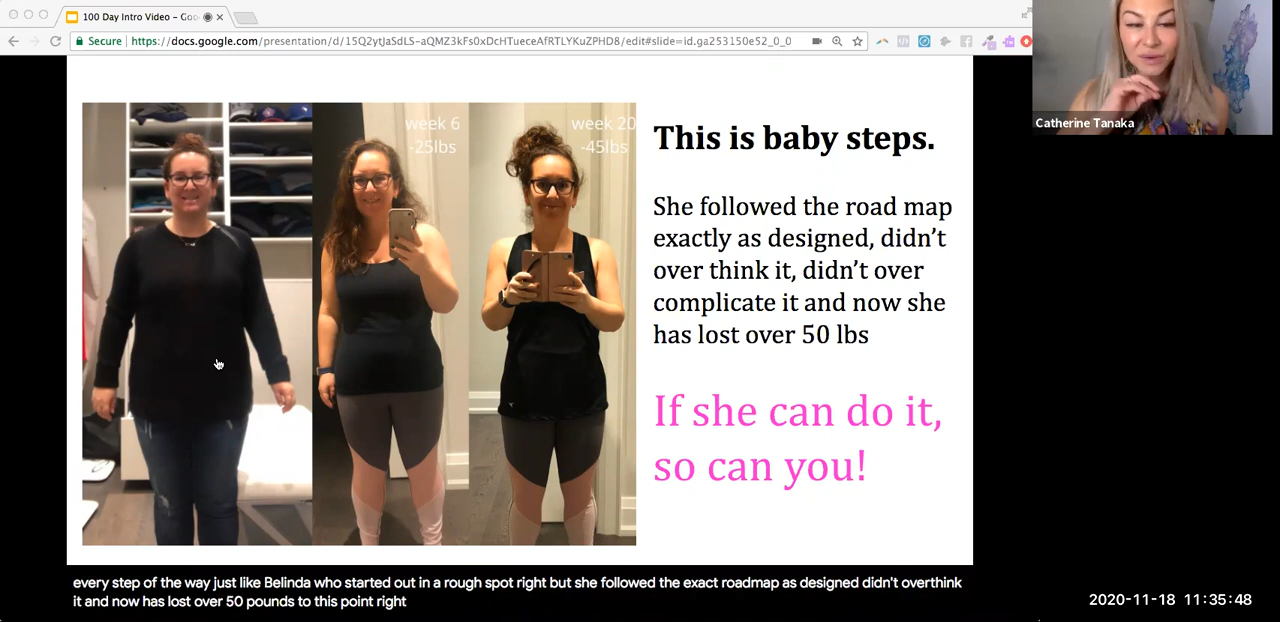 100 Day Intro Video - Goo
Secure
https://docs.google.com/presentation/d/15Q2ytJaSdLS-aQMZ3kFs0xDcHTueceAfRTLYKuZPHD8/edit#slide=id.ga253150e52_0_0
Catherine Tanaka
week 6
-25lbs
week 20
-45lbs
This is baby steps.
She followed the road map
exactly as designed, didn't
over think it, didn't over
complicate it and now she
has lost over 50 lbs
If she can do it,
so can you!
every step of the way just like Belinda who started out in a rough spot right but she followed the exact roadmap as designed didn't overthink
it and now has lost over 50 pounds to this point right
2020-11-18 11:35:48